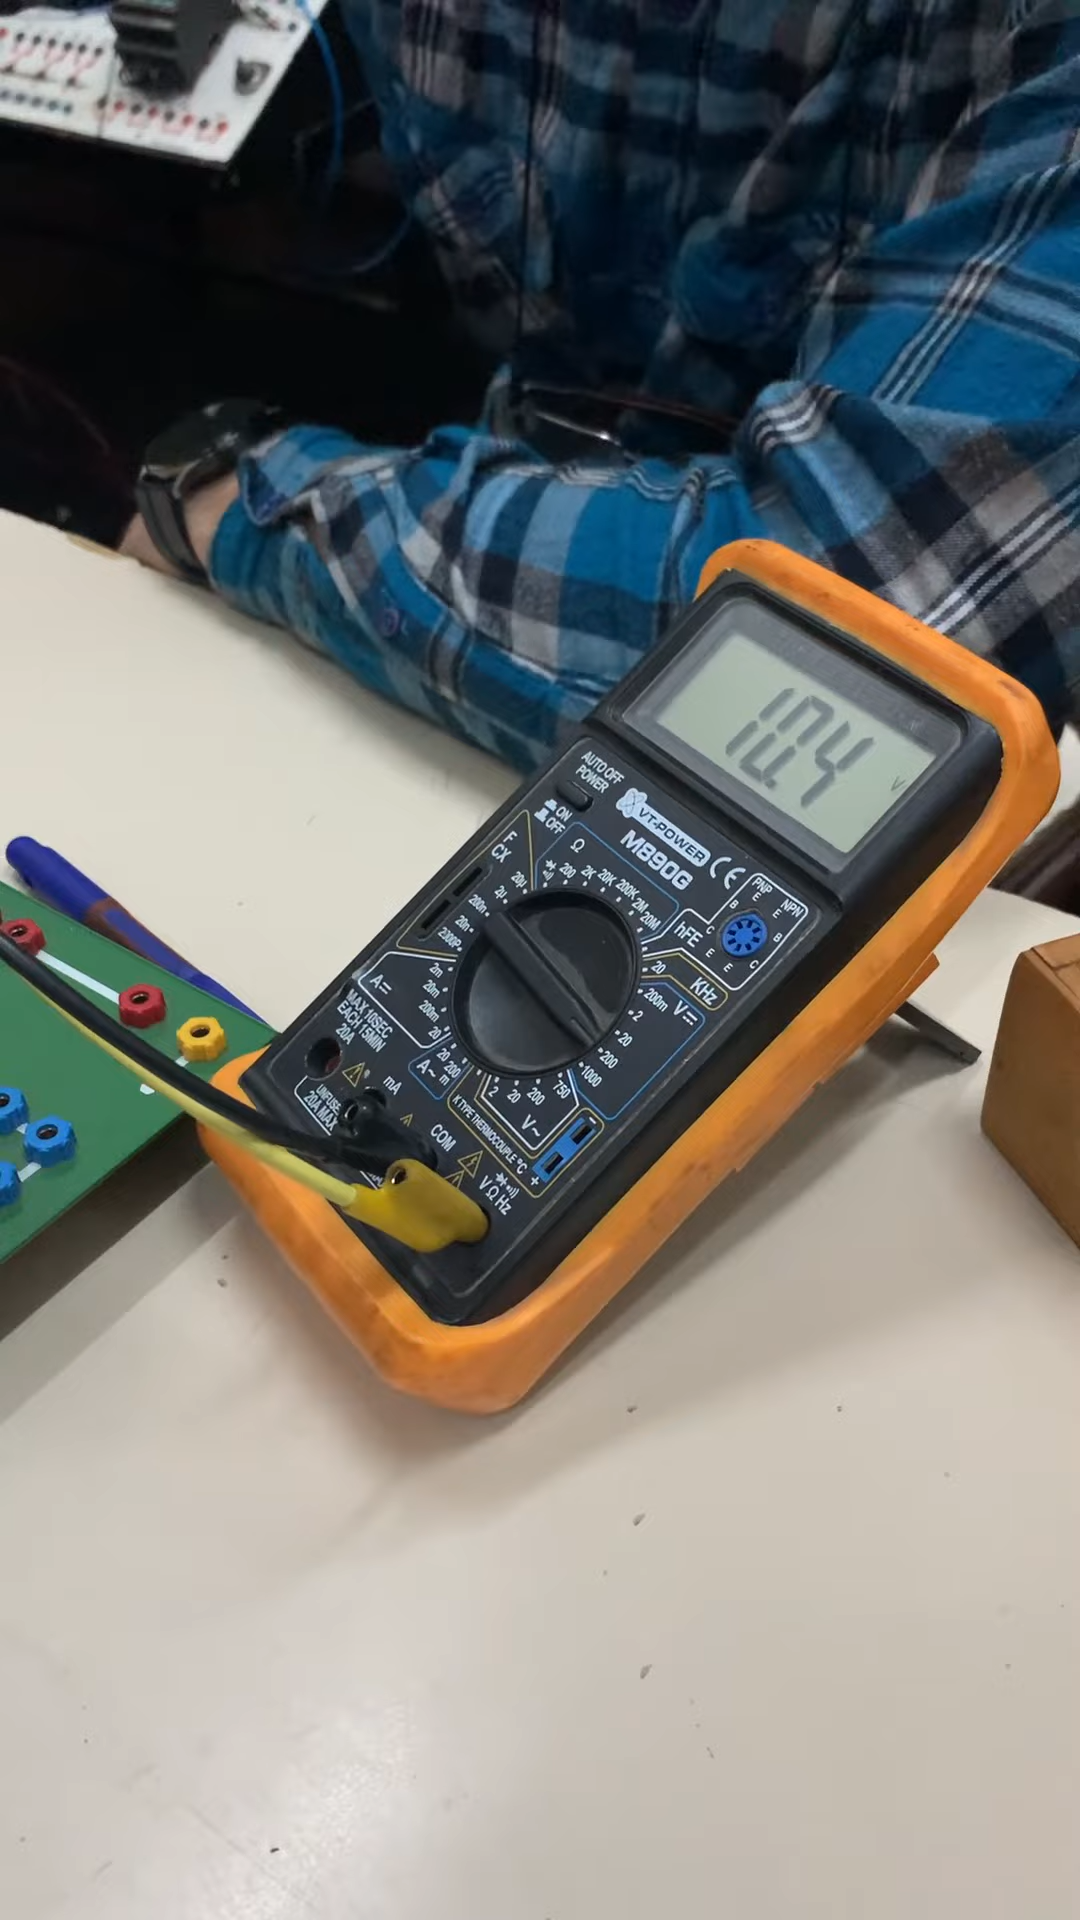 10.4
V
AUTO OFF
POWER
ON
OFF
VT-POWER
M890G
CE
F
CX
Ω
200
2K
20K
200K
2M
20M
20µ
2µ
200n
20n
2m
20m
200m
20
A
MAX 10SEC
EACH 15MIN
20A
hFE
PNP
NPN
B
E
E
E
B
C
E
E
C
20
KHz
200m
V
2
20
200
1000
750
200
20
2
V~
A~
20
200
m
mA
20A MAX
COM
K TYPE THERMOCOUPLE °C
+
VΩHz